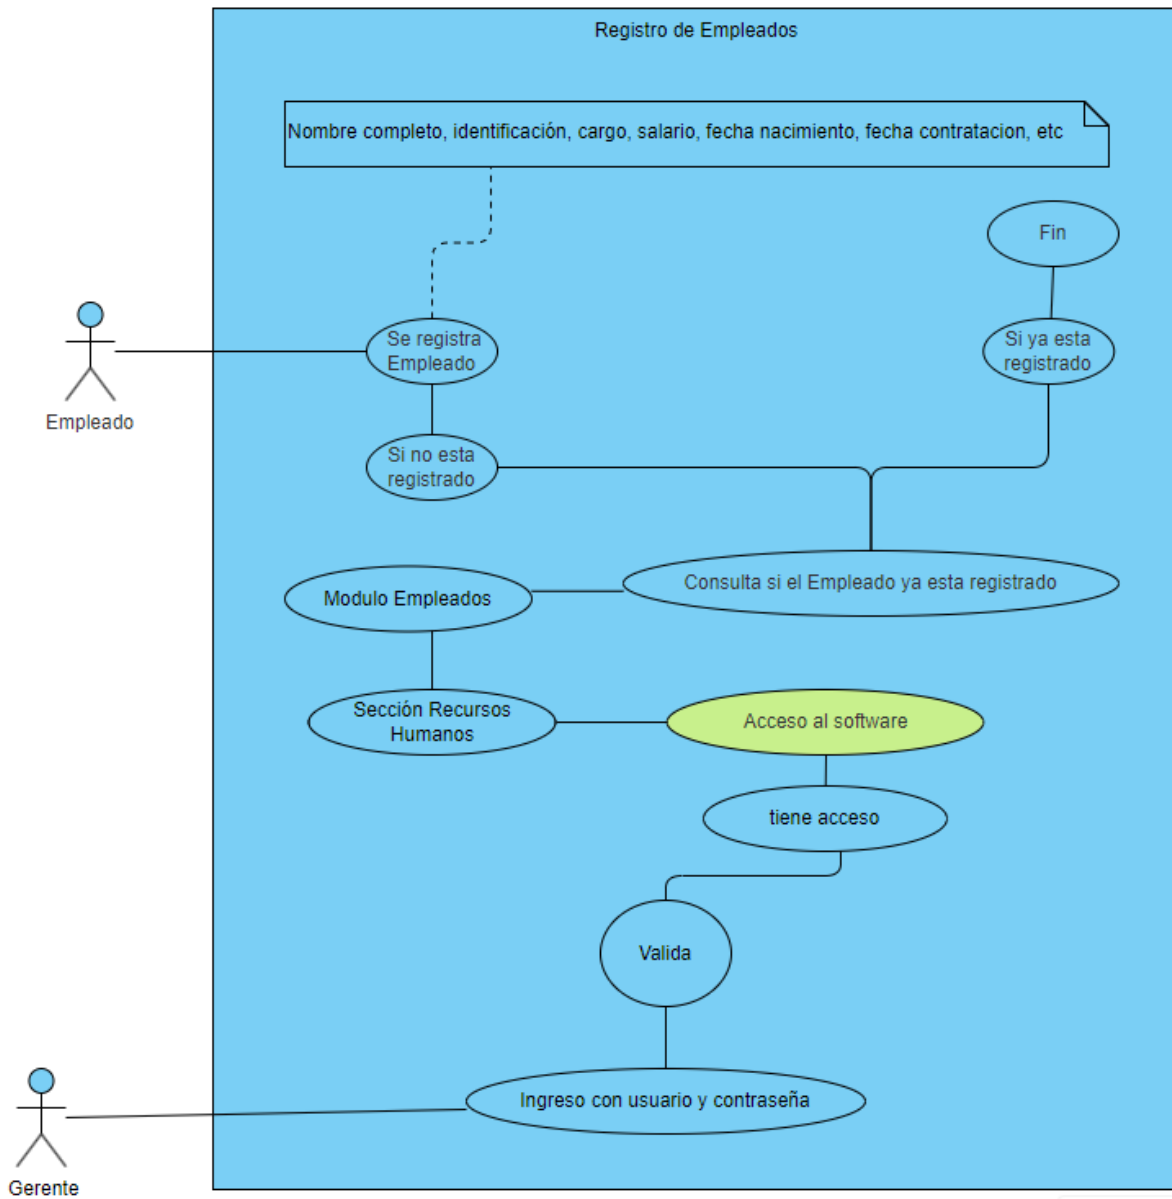 Registro de Empleados
Nombre completo, identificación, cargo, salario, fecha nacimiento, fecha contratacion, etc
Fin
Se registra
Empleado
Si ya esta
registrado
Empleado
Si no esta
registrado
Consulta si el Empleado ya esta registrado
Modulo Empleados
Sección Recursos
Humanos
Acceso al software
tiene acceso
Valida
Ingreso con usuario y contraseña
Gerente